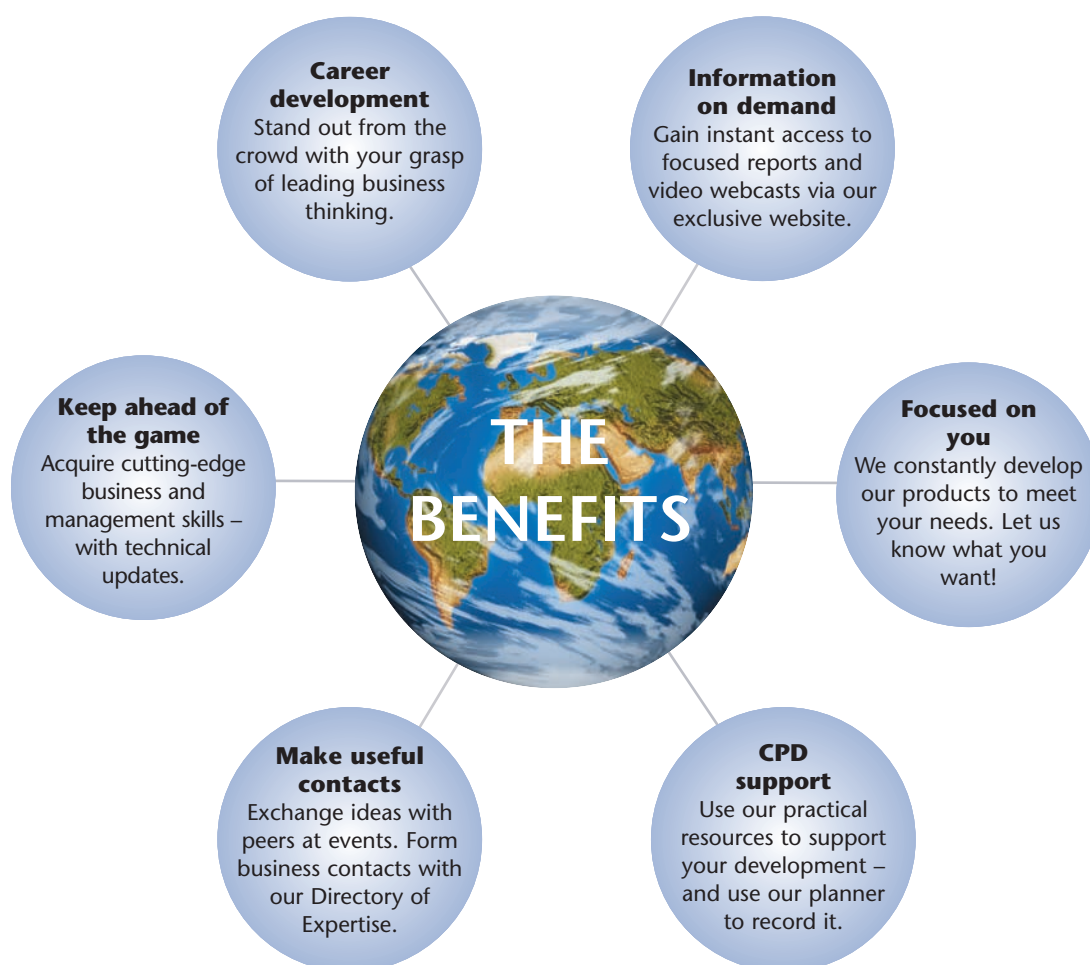 Career
development
Stand out from the
crowd with your grasp
of leading business
thinking.
Information
on demand
Gain instant access to
focused reports and
video webcasts via our
exclusive website.
Keep ahead of
the game
Acquire cutting-edge
business and
management skills –
with technical
updates.
THE
BENEFITS
Focused on
you
We constantly develop
our products to meet
your needs. Let us
know what you
want!
Make useful
contacts
Exchange ideas with
peers at events. Form
business contacts with
our Directory of
Expertise.
CPD
support
Use our practical
resources to support
your development –
and use our planner
to record it.